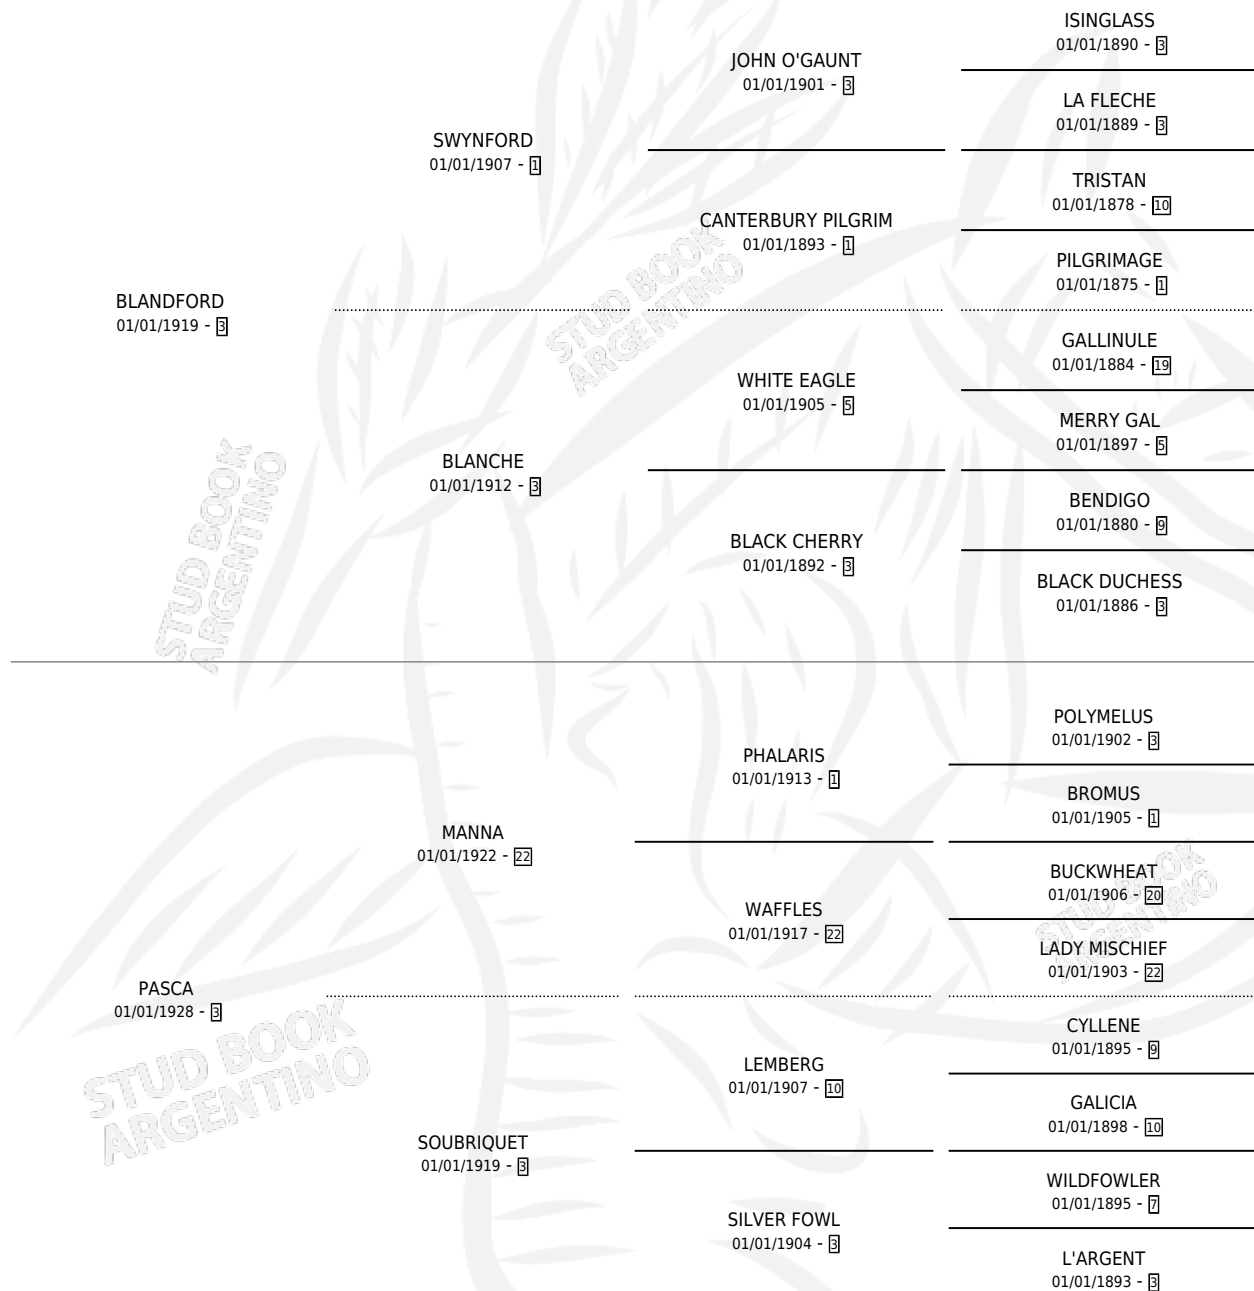 ISINGLASS
01/01/1890 - 3
JOHN O'GAUNT
01/01/1901 - 3
LA FLECHE
01/01/1889 - 3
SWYNFORD
01/01/1907 - 1
TRISTAN
01/01/1878 - 10
CANTERBURY PILGRIM
01/01/1893 - 1
PILGRIMAGE
01/01/1875 - 1
BLANDFORD
01/01/1919 - 3
STUD BOOK
ARGENTINO
GALLINULE
01/01/1884 - 19
WHITE EAGLE
01/01/1905 - 5
MERRY GAL
01/01/1897 - 5
BLANCHE
01/01/1912 - 3
BENDIGO
01/01/1880 - 9
BLACK CHERRY
01/01/1892 - 3
BLACK DUCHESS
01/01/1886 - 3
STUD BOOK
ARGENTINO
POLYMELUS
01/01/1902 - 3
PHALARIS
01/01/1913 - 1
BROMUS
01/01/1905 - 1
MANNA
01/01/1922 - 22
BUCKWHEAT
01/01/1906 - 20
WAFFLES
01/01/1917 - 22
LADY MISCHIEF
01/01/1903 - 22
STUD BOOK
ARGENTINO
PASCA
01/01/1928 - 3
CYLLENE
01/01/1895 - 9
LEMBERG
01/01/1907 - 10
GALICIA
01/01/1898 - 10
STUD BOOK
ARGENTINO
SOUBRIQUET
01/01/1919 - 3
WILDFOWLER
01/01/1895 - 7
SILVER FOWL
01/01/1904 - 3
L'ARGENT
01/01/1893 - 3